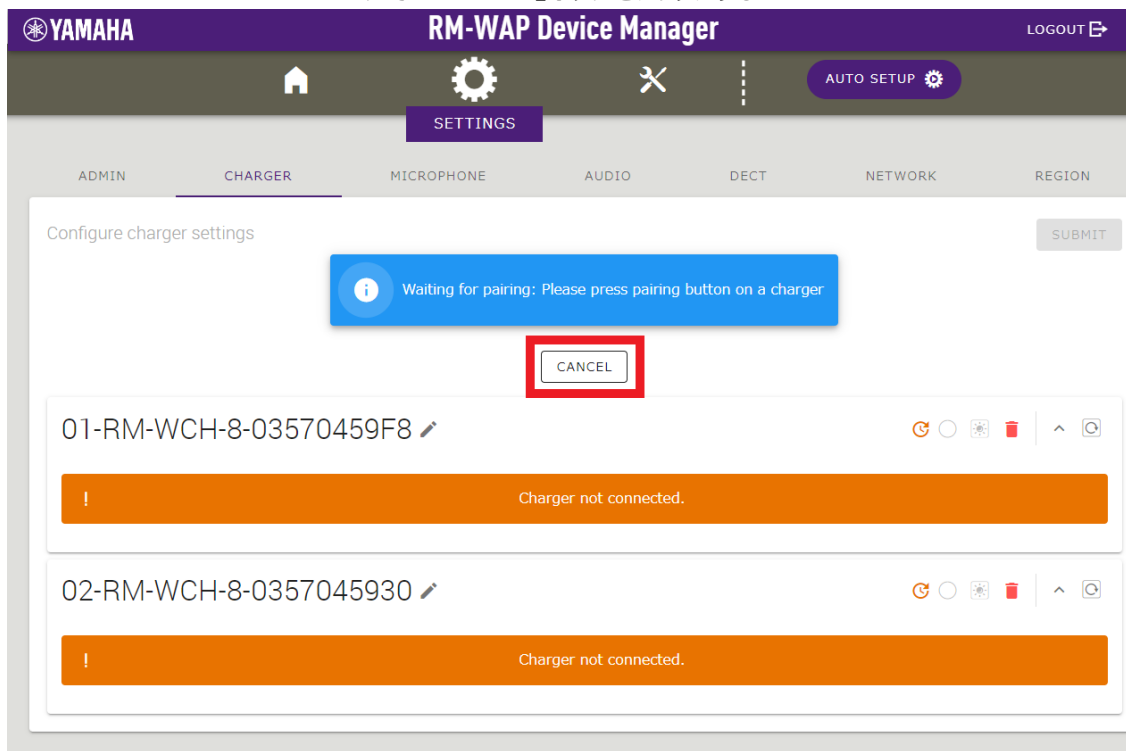 YAMAHA
RM-WAP Device Manager
LOGOUT
AUTO SETUP
SETTINGS
ADMIN CHARGER MICROPHONE AUDIO DECT NETWORK REGION
Configure charger settings
SUBMIT
Waiting for pairing: Please press pairing button on a charger
CANCEL
01-RM-WCH-8-03570459F8
! Charger not connected.
02-RM-WCH-8-0357045930
! Charger not connected.